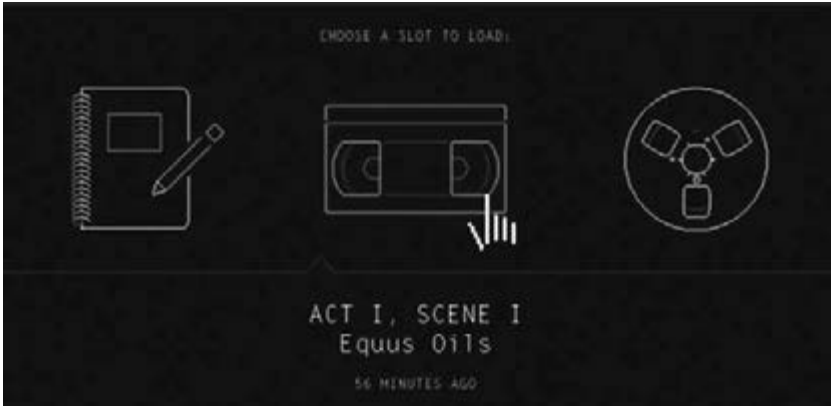 CHOOSE A SLOT TO LOAD:
ACT I, SCENE I
Equus Oils
56 MINUTES AGO